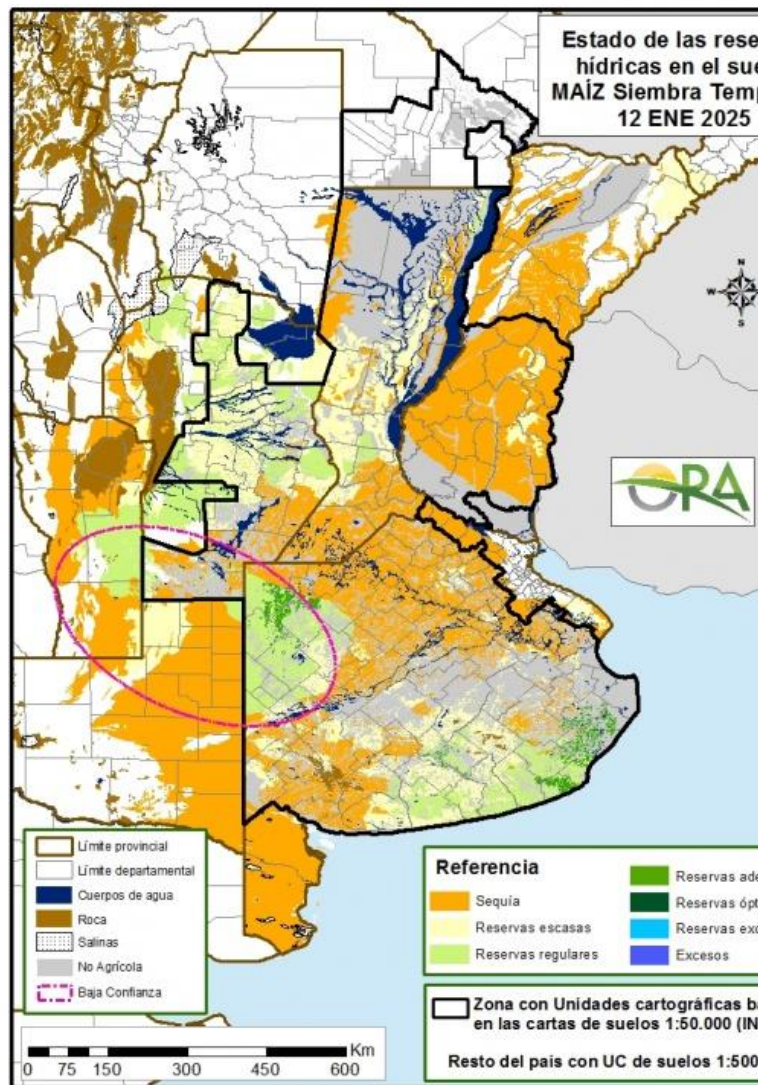 Estado de las rese
hídricas en el sue
MAÍZ Siembra Temp
12 ENE 2025
N
W
E
S
ORA
Límite provincial
Límite departamental
Cuerpos de agua
Roca
Salinas
No Agrícola
Baja Confianza
Referencia
Sequía
Reservas escasas
Reservas regulares
Reservas ade
Reservas ópt
Reservas exc
Excesos
Zona con Unidades cartográficas ba
en las cartas de suelos 1:50.000 (IN
Resto del país con UC de suelos 1:500
Km
0 75 150 300 450 600